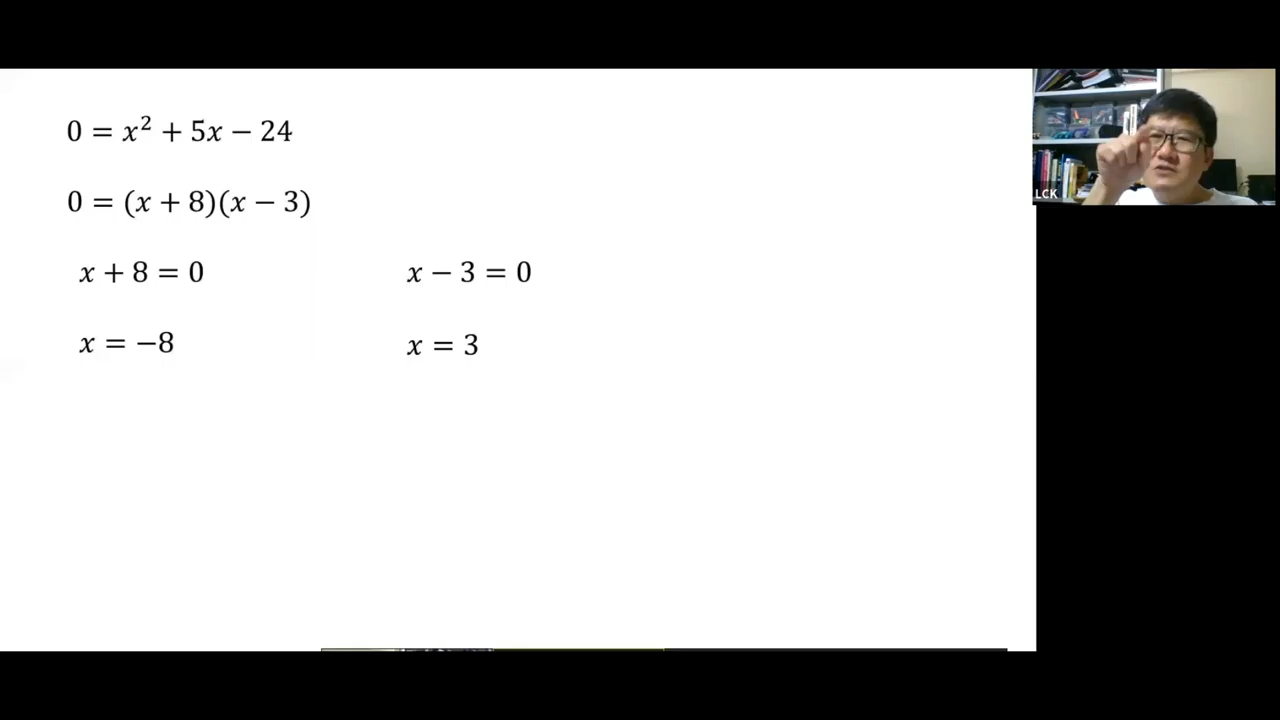 0 = x² + 5x − 24
0 = (x + 8)(x − 3)
x + 8 = 0
x − 3 = 0
x = −8
x = 3
LCK